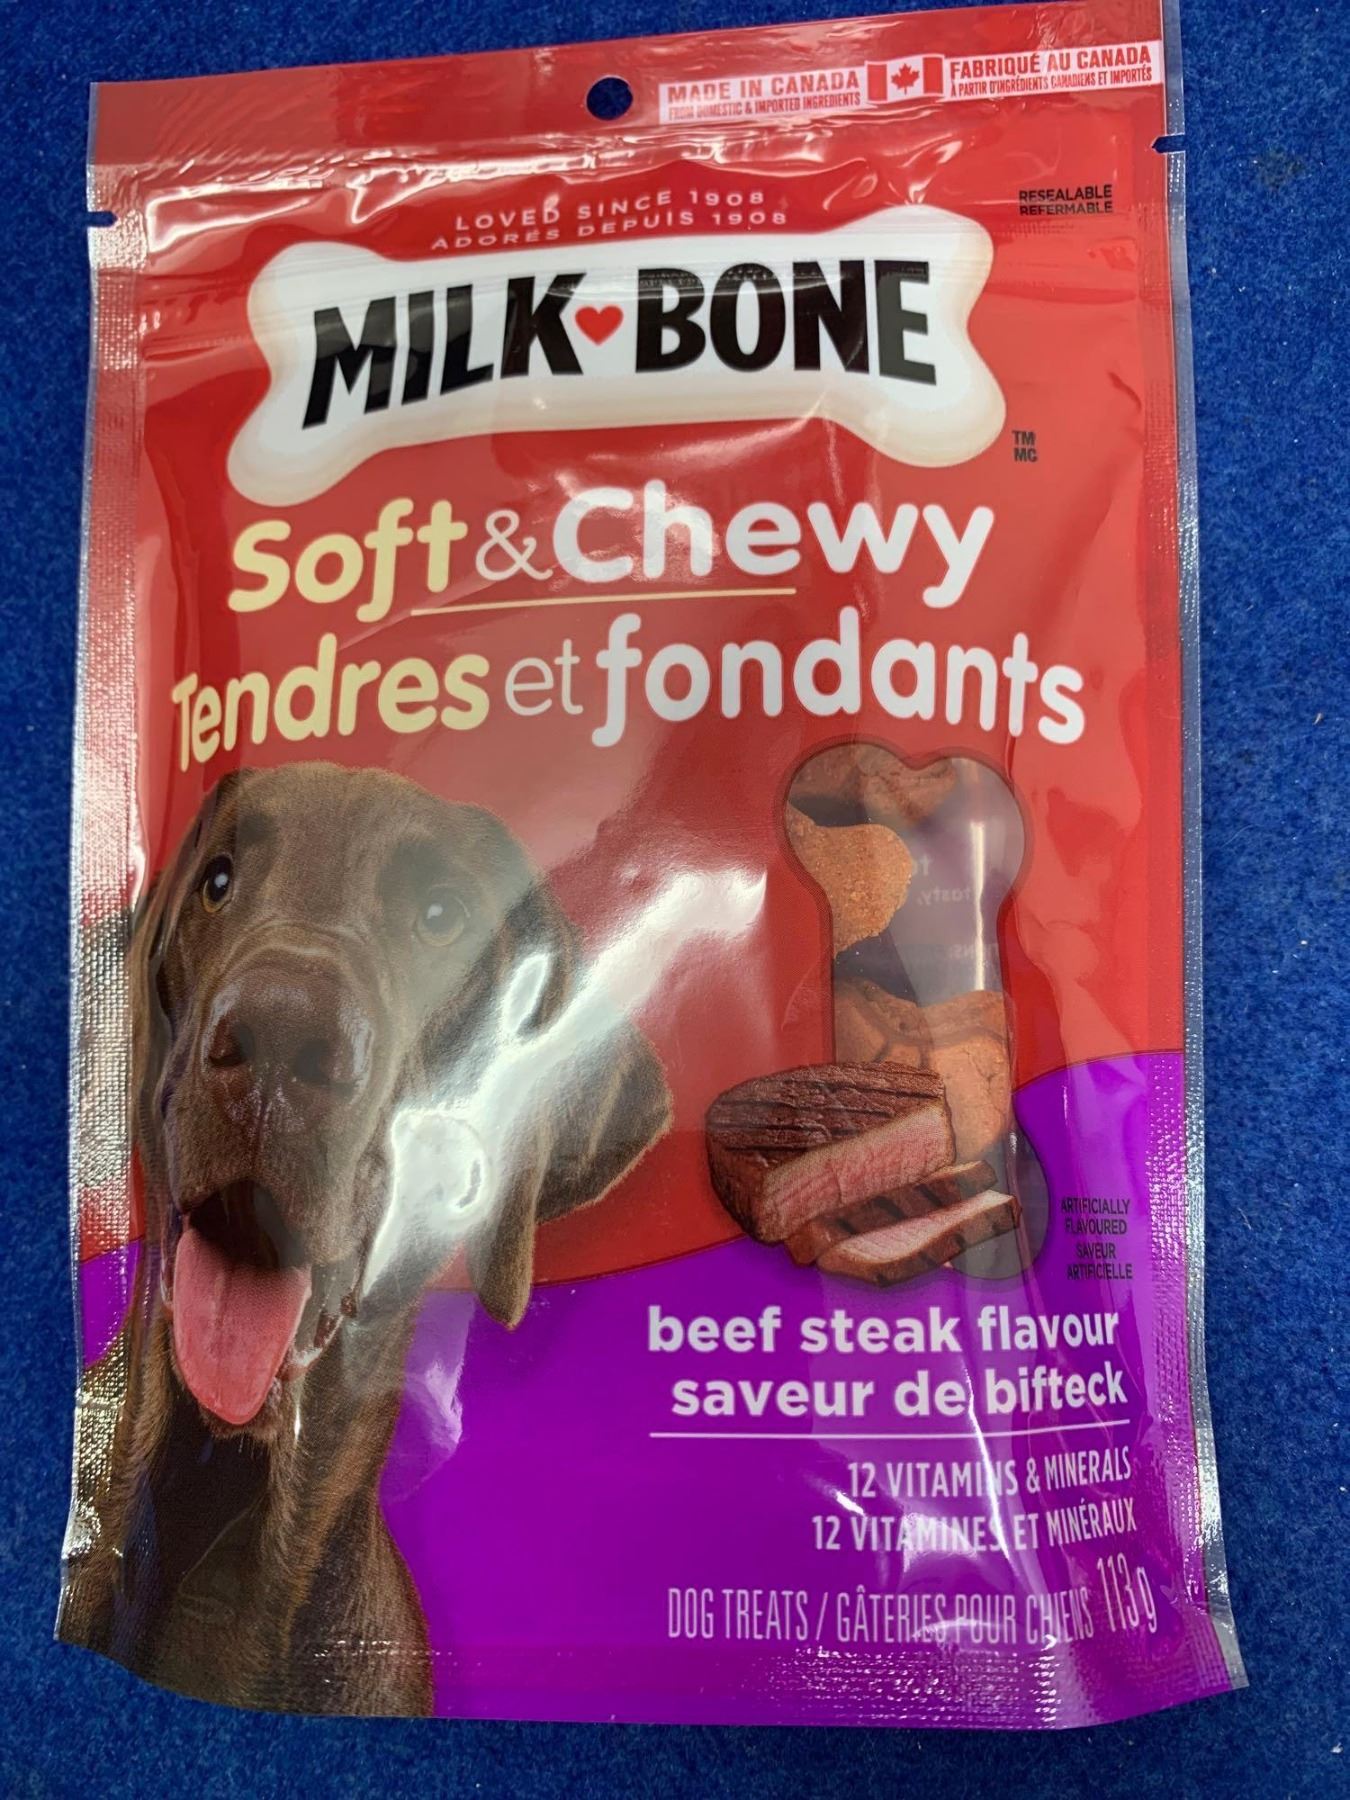 MADE IN CANADA
FROM DOMESTIC & IMPORTED INGREDIENTS
FABRIQUÉ AU CANADA
À PARTIR D'INGRÉDIENTS CANADIENS ET IMPORTÉS
RESEALABLE
REFERMABLE
LOVED SINCE 1908
ADORÉS DEPUIS 1908
MILK BONE
TM
MC
Soft & Chewy
Tendres et fondants
tasty,
ARTIFICIALLY
FLAVOURED
SAVEUR
ARTIFICIELLE
beef steak flavour
saveur de bifteck
12 VITAMINS & MINERALS
12 VITAMINES ET MINÉRAUX
DOG TREATS / GÂTERIES POUR CHIENS 113 g